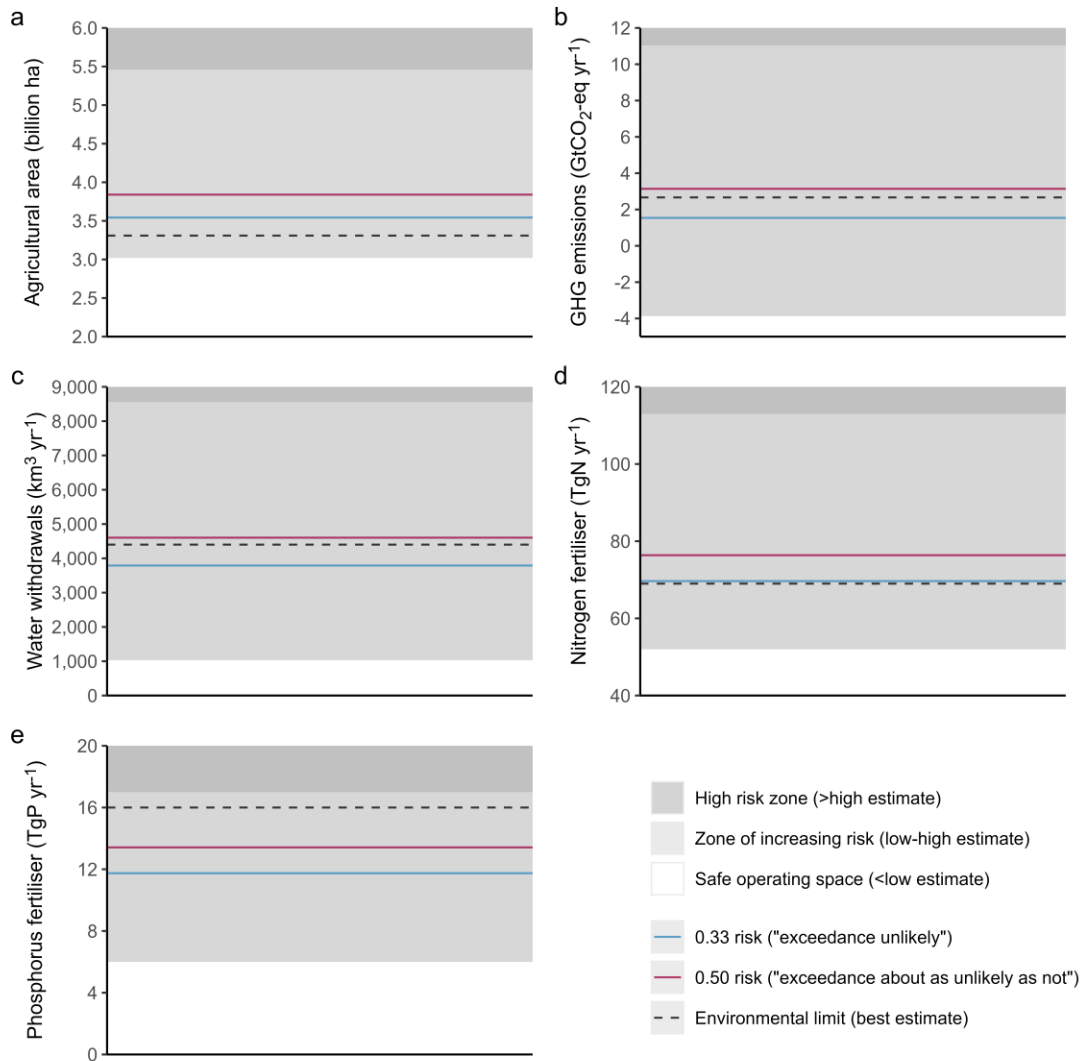 a
Agricultural area (billion ha)
6.0
5.5
5.0
4.5
4.0
3.5
3.0
2.5
2.0
b
GHG emissions (GtCO₂-eq yr⁻¹)
12
10
8
6
4
2
0
-2
-4
c
Water withdrawals (km³ yr⁻¹)
9,000
8,000
7,000
6,000
5,000
4,000
3,000
2,000
1,000
0
d
Nitrogen fertiliser (TgN yr⁻¹)
120
100
80
60
40
e
Phosphorus fertiliser (TgP yr⁻¹)
20
16
12
8
4
0
High risk zone (>high estimate)
Zone of increasing risk (low-high estimate)
Safe operating space (<low estimate)
0.33 risk ("exceedance unlikely")
0.50 risk ("exceedance about as unlikely as not")
Environmental limit (best estimate)